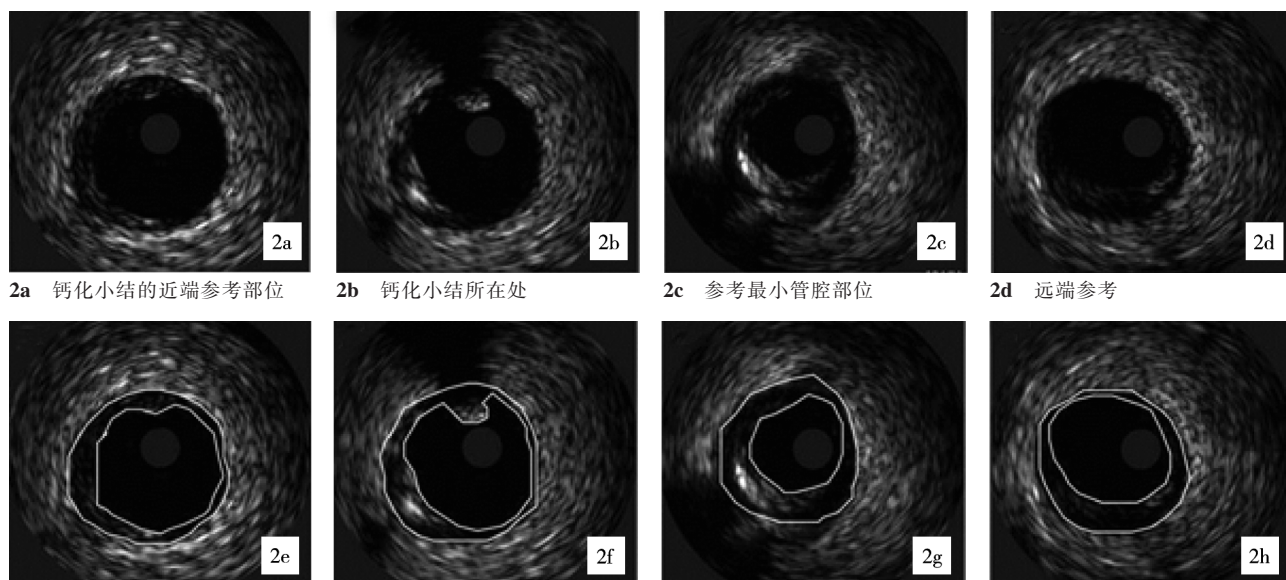 2a
2b
2c
2d
2a 钙化小结的近端参考部位
2b 钙化小结所在处
2c 参考最小管腔部位
2d 远端参考
2e
2f
2g
2h